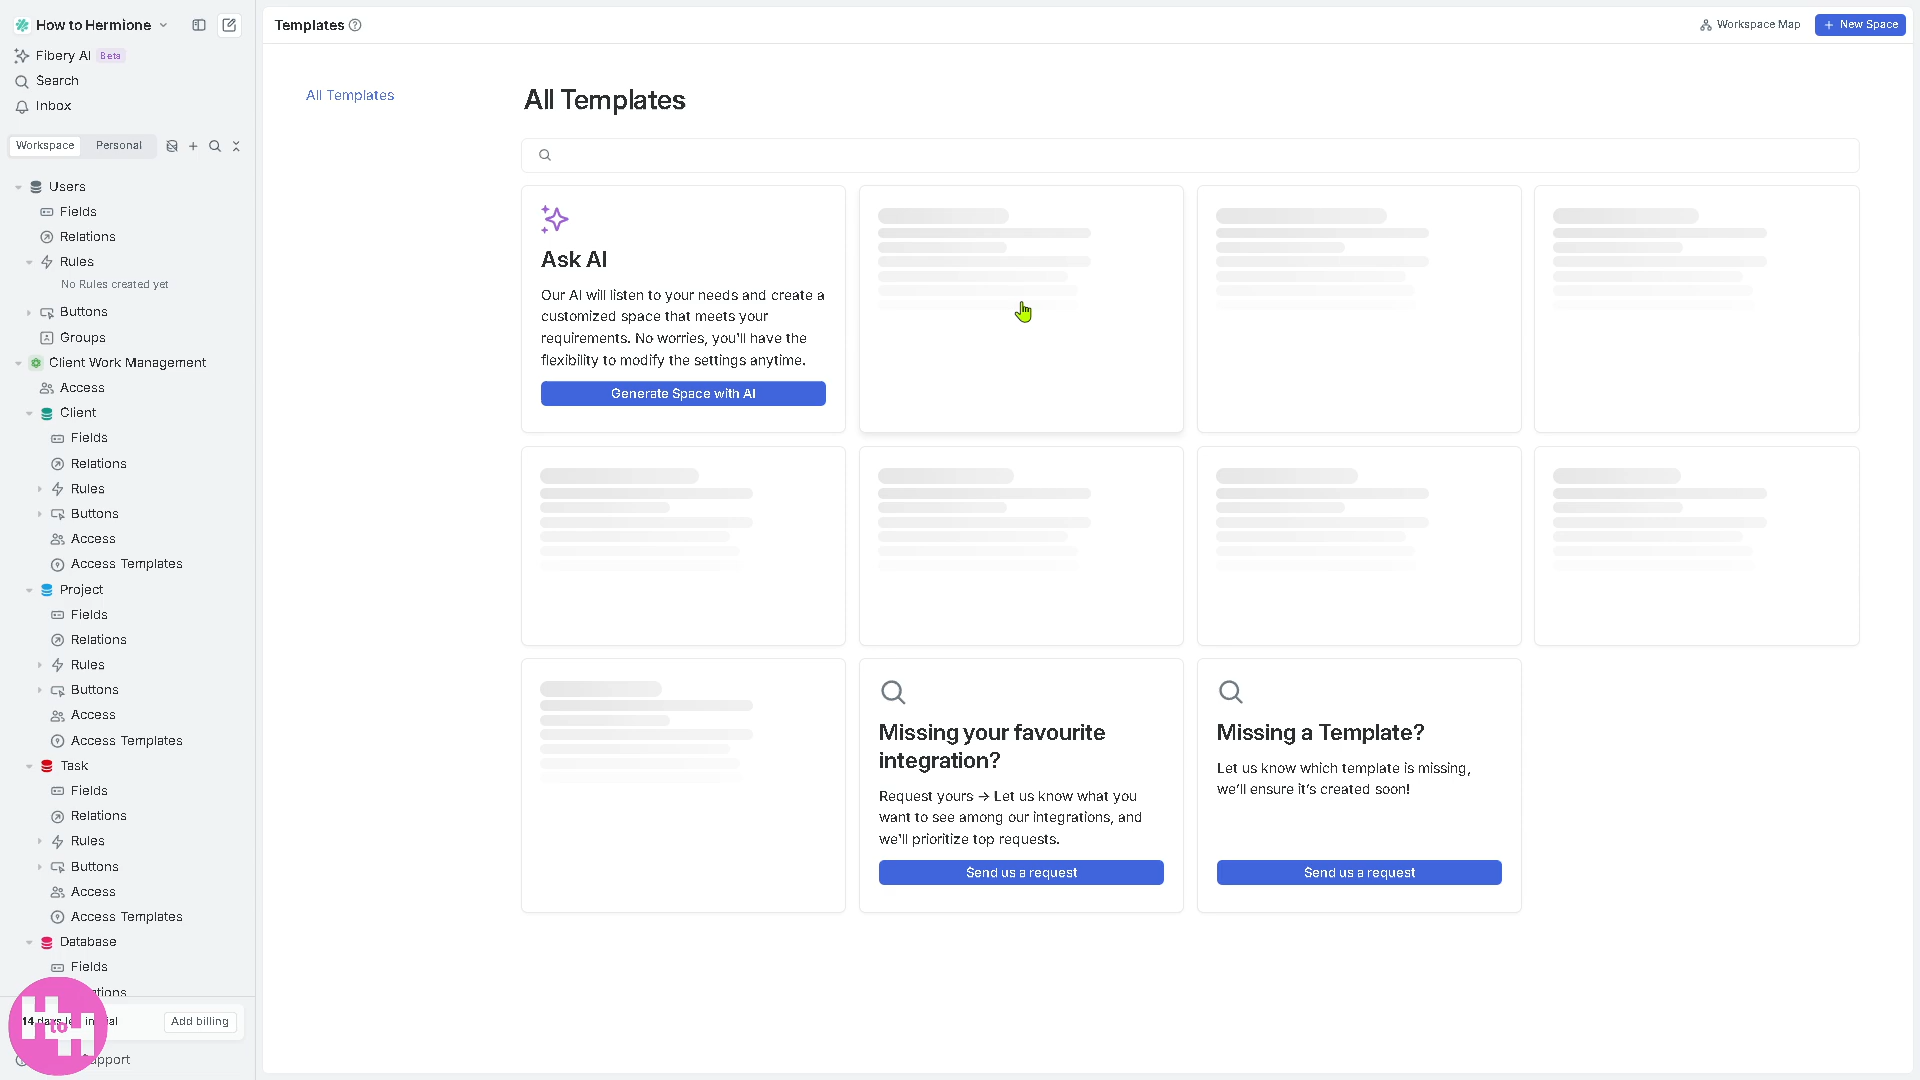 How to Hermione
Fibery AI Beta
Search
Inbox
Workspace
Personal
Users
Fields
Relations
Rules
No Rules created yet
Buttons
Groups
Client Work Management
Access
Client
Fields
Relations
Rules
Buttons
Access
Access Templates
Project
Fields
Relations
Rules
Buttons
Access
Access Templates
Task
Fields
Relations
Rules
Buttons
Access
Access Templates
Database
Fields
14
Add billing
H to H
Templates
Workspace Map
New Space
All Templates
All Templates
Ask AI
Our AI will listen to your needs and create a
customized space that meets your
requirements. No worries, you'll have the
flexibility to modify the settings anytime.
Generate Space with AI
Missing your favourite
integration?
Request yours → Let us know what you
want to see among our integrations, and
we'll prioritize top requests.
Send us a request
Missing a Template?
Let us know which template is missing,
we'll ensure it's created soon!
Send us a request